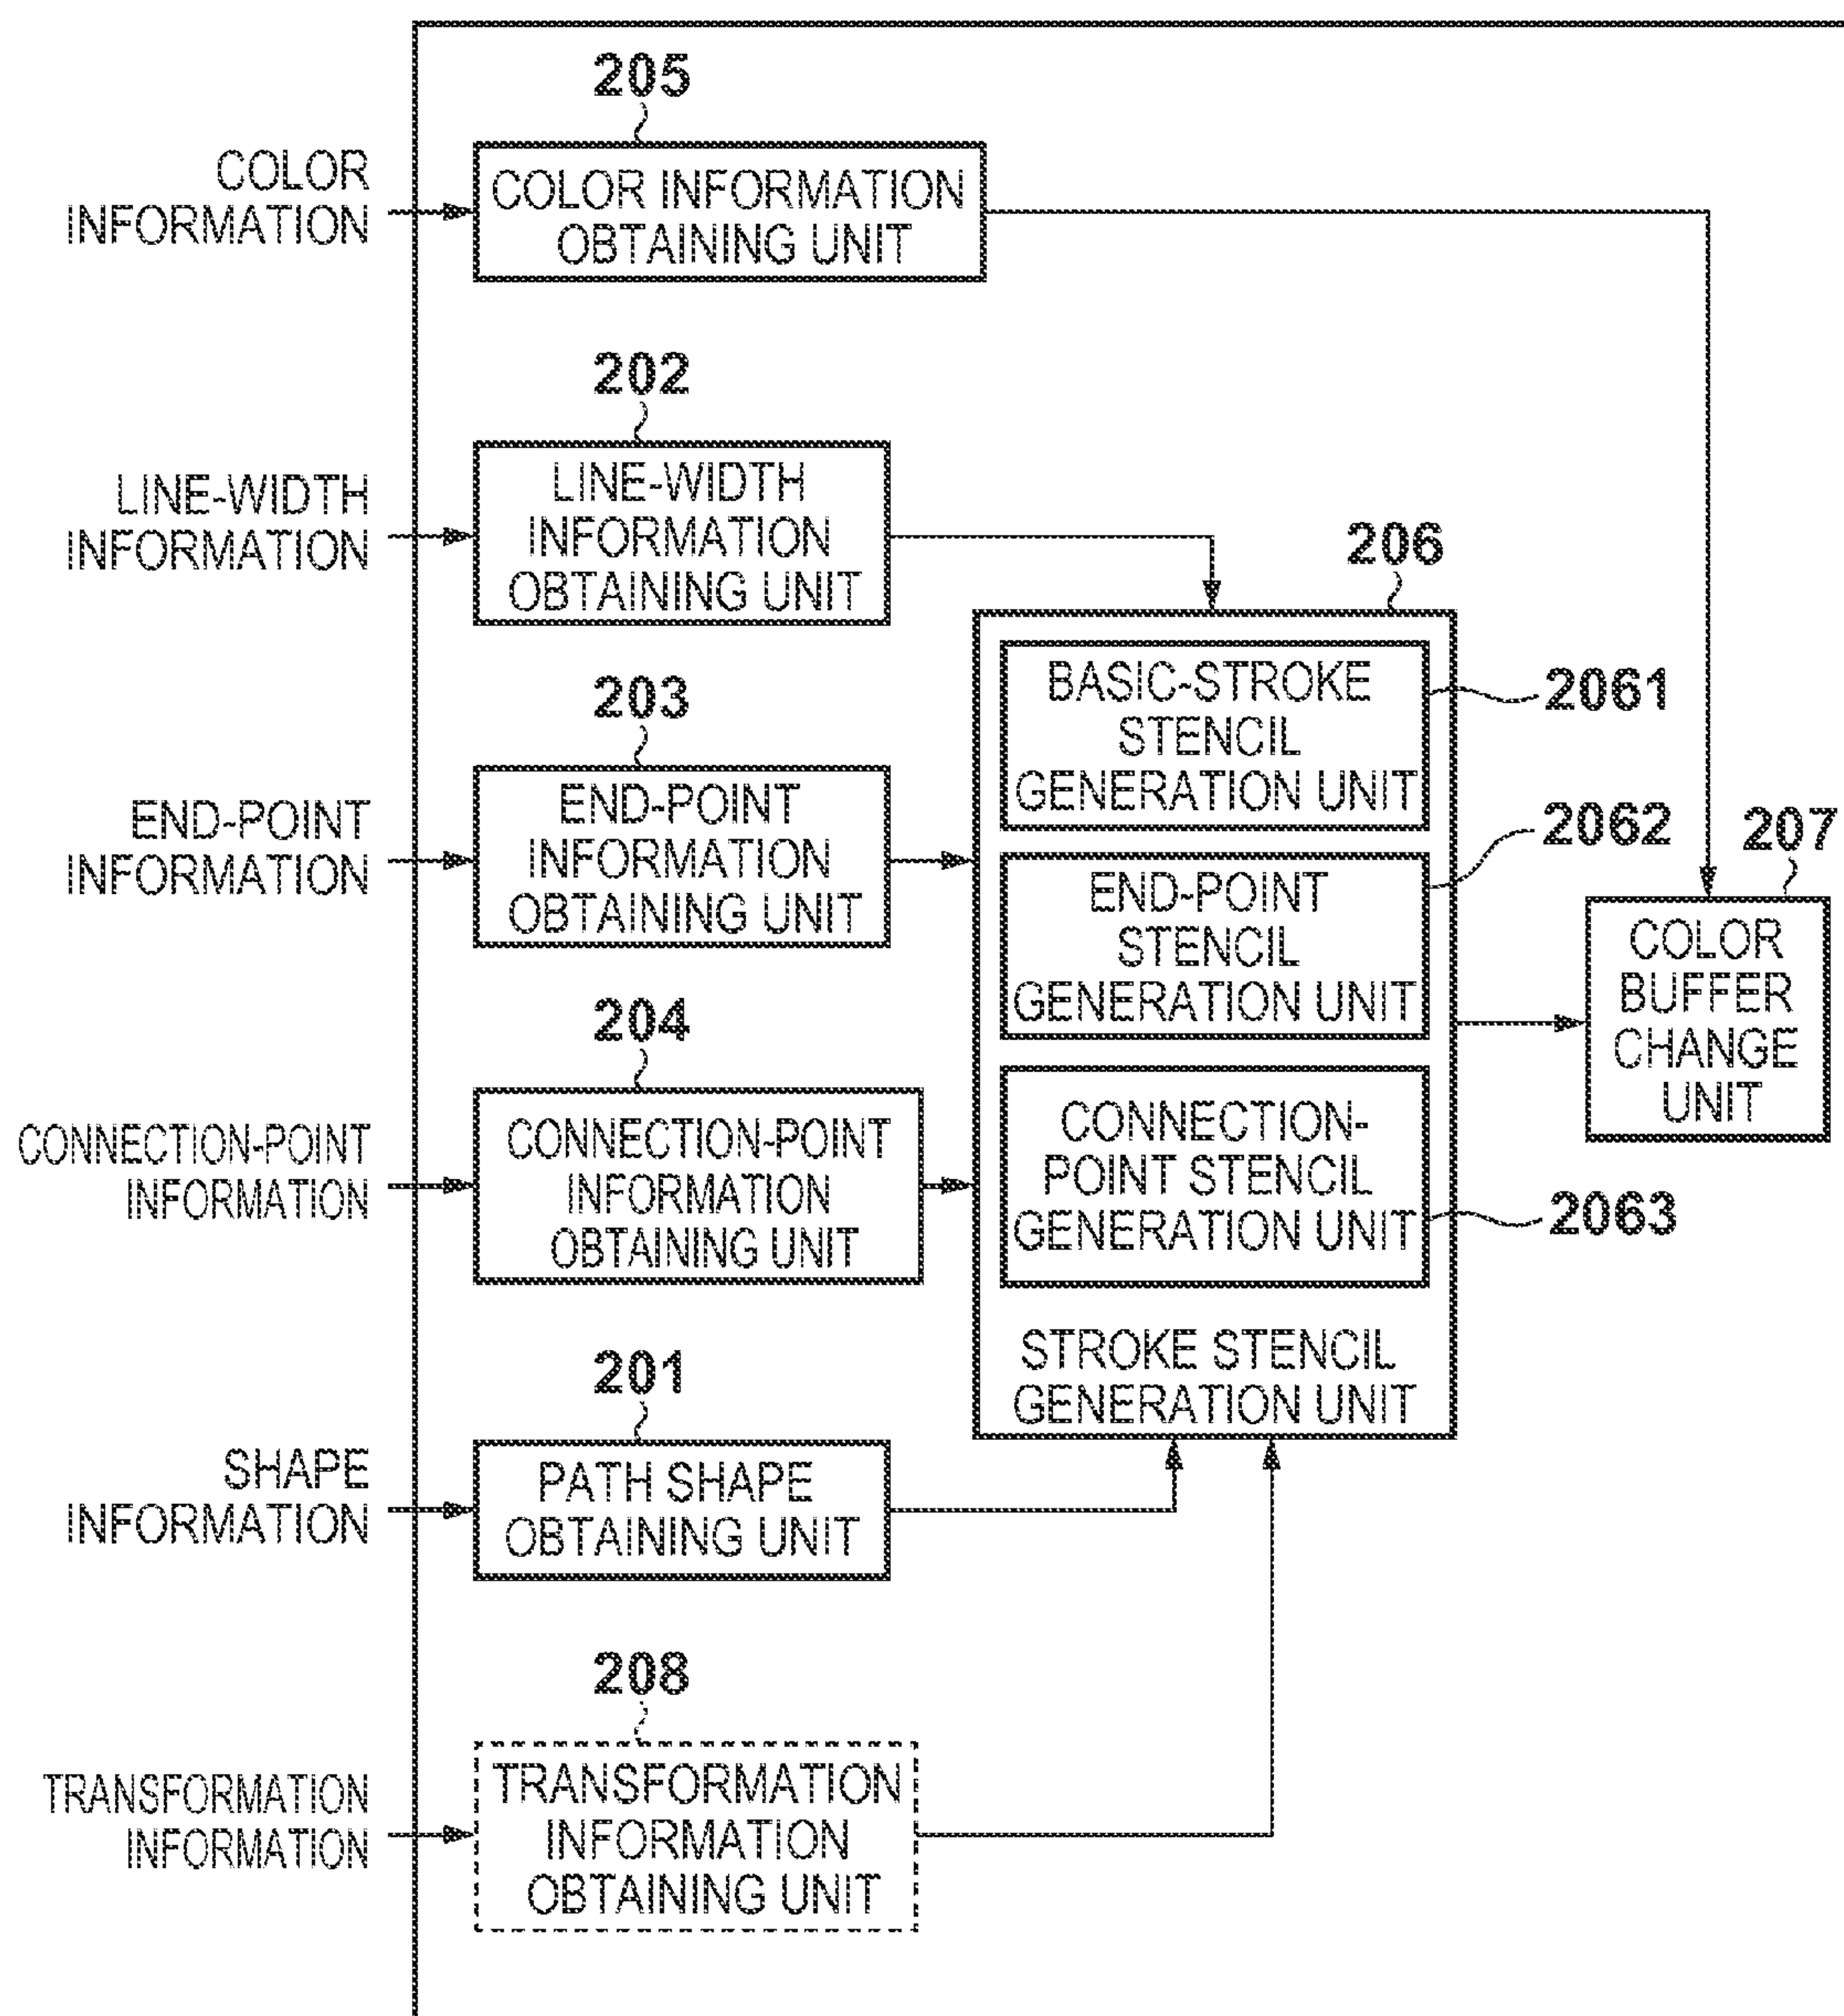 205
COLOR
INFORMATION
COLOR INFORMATION
OBTAINING UNIT
202
LINE-WIDTH
INFORMATION
LINE-WIDTH
INFORMATION
OBTAINING UNIT
206
203
END-POINT
INFORMATION
END-POINT
INFORMATION
OBTAINING UNIT
BASIC-STROKE
STENCIL
GENERATION UNIT
2061
END-POINT
STENCIL
GENERATION UNIT
2062
207
COLOR
BUFFER
CHANGE
UNIT
204
CONNECTION-POINT
INFORMATION
CONNECTION-POINT
INFORMATION
OBTAINING UNIT
CONNECTION-
POINT STENCIL
GENERATION UNIT
2063
STROKE STENCIL
GENERATION UNIT
201
SHAPE
INFORMATION
PATH SHAPE
OBTAINING UNIT
208
TRANSFORMATION
INFORMATION
TRANSFORMATION
INFORMATION
OBTAINING UNIT